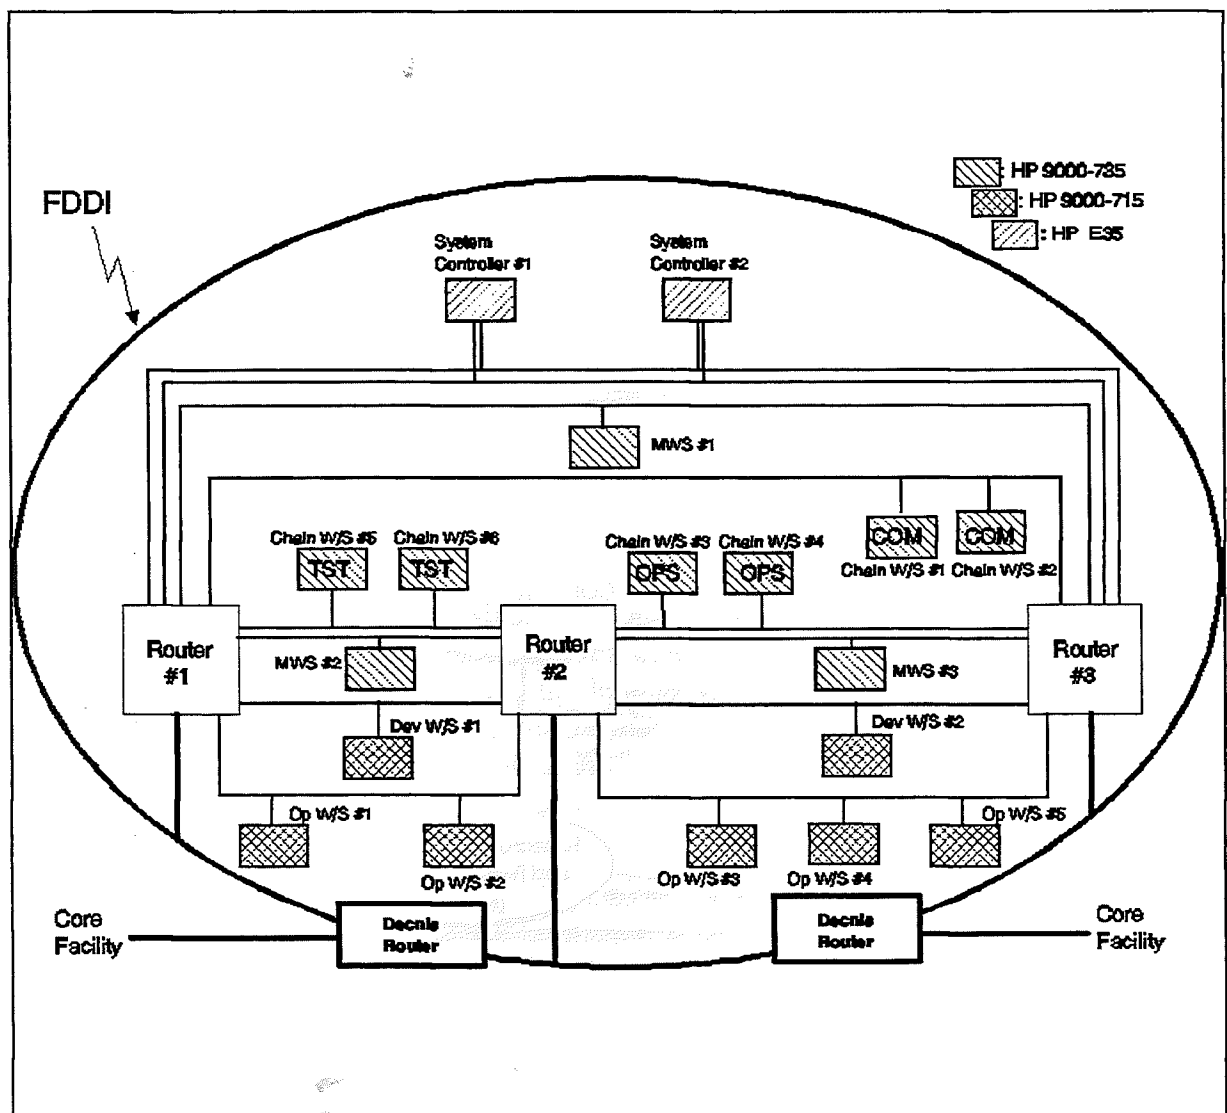 FDDI
: HP 9000-735
: HP 9000-715
: HP E35
System
Controller #1
System
Controller #2
MWS #1
Chain W/S #5
TST
Chain W/S #6
TST
Chain W/S #3
OPS
Chain W/S #4
OPS
COM
Chain W/S #1
COM
Chain W/S #2
Router
#1
Router
#2
Router
#3
MWS #2
MWS #3
Dev W/S #1
Dev W/S #2
Op W/S #1
Op W/S #2
Op W/S #3
Op W/S #4
Op W/S #5
Core
Facility
Decnis
Router
Decnis
Router
Core
Facility